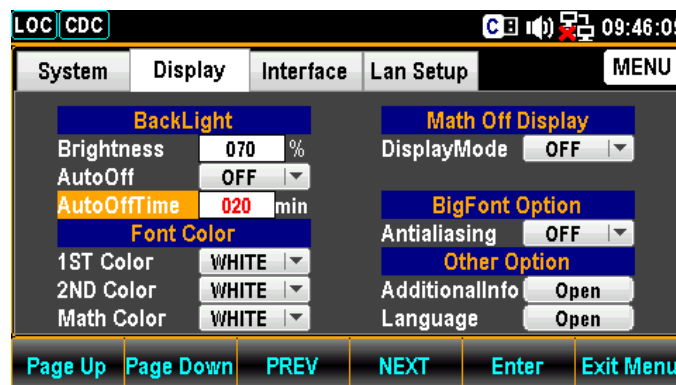 LOC CDC C 09:46:09
System Display Interface Lan Setup MENU
BackLight
Brightness 070 %
AutoOff OFF
AutoOffTime 020 min
Font Color
1ST Color WHITE
2ND Color WHITE
Math Color WHITE
Math Off Display
DisplayMode OFF
BigFont Option
Antialiasing OFF
Other Option
AdditionalInfo Open
Language Open
Page Up Page Down PREV NEXT Enter Exit Menu